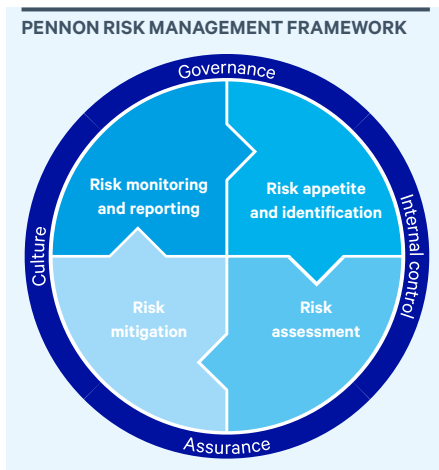 PENNON RISK MANAGEMENT FRAMEWORK
Governance
Risk monitoring
and reporting
Risk appetite
and identification
Culture
Internal control
Risk
mitigation
Risk
assessment
Assurance